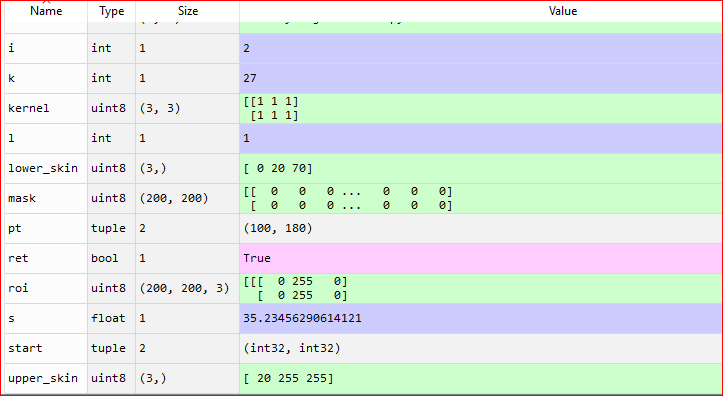 Name Type Size Value
i int 1 2
k int 1 27
kernel uint8 (3, 3) [[1 1 1]
[1 1 1]
l int 1 1
lower_skin uint8 (3,) [ 0 20 70]
mask uint8 (200, 200) [[ 0 0 0 ... 0 0 0]
[ 0 0 0 ... 0 0 0]
pt tuple 2 (100, 180)
ret bool 1 True
roi uint8 (200, 200, 3) [[[ 0 255 0]
[ 0 255 0]
s float 1 35.23456290614121
start tuple 2 (int32, int32)
upper_skin uint8 (3,) [ 20 255 255]